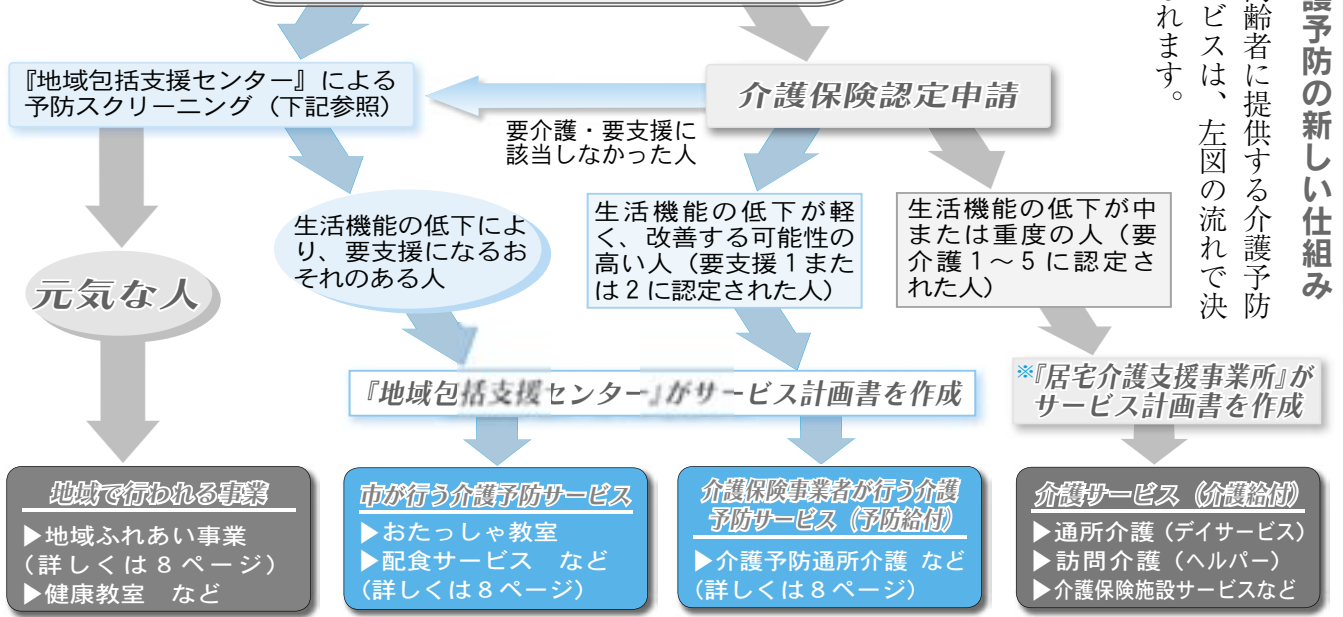 護予防の新しい仕組み
齢者に提供する介護予防
ビスは、左図の流れで決
れます。
『地域包括支援センター』による
予防スクリーニング（下記参照）
介護保険認定申請
要介護・要支援に
該当しなかった人
元気な人
生活機能の低下によ
り、要支援になるお
それのある人
生活機能の低下が軽
く、改善する可能性の
高い人（要支援１また
は２に認定された人）
生活機能の低下が中
または重度の人（要
介護１～５に認定さ
れた人）
『地域包括支援センター』がサービス計画書を作成
※『居宅介護支援事業所』が
サービス計画書を作成
地域で行われる事業
▶地域ふれあい事業
（詳しくは８ページ）
▶健康教室　など
市が行う介護予防サービス
▶おたっしゃ教室
▶配食サービス　など
（詳しくは８ページ）
介護保険事業者が行う介護
予防サービス（予防給付）
▶介護予防通所介護 など
（詳しくは８ページ）
介護サービス（介護給付）
▶通所介護（デイサービス）
▶訪問介護（ヘルパー）
▶介護保険施設サービスなど